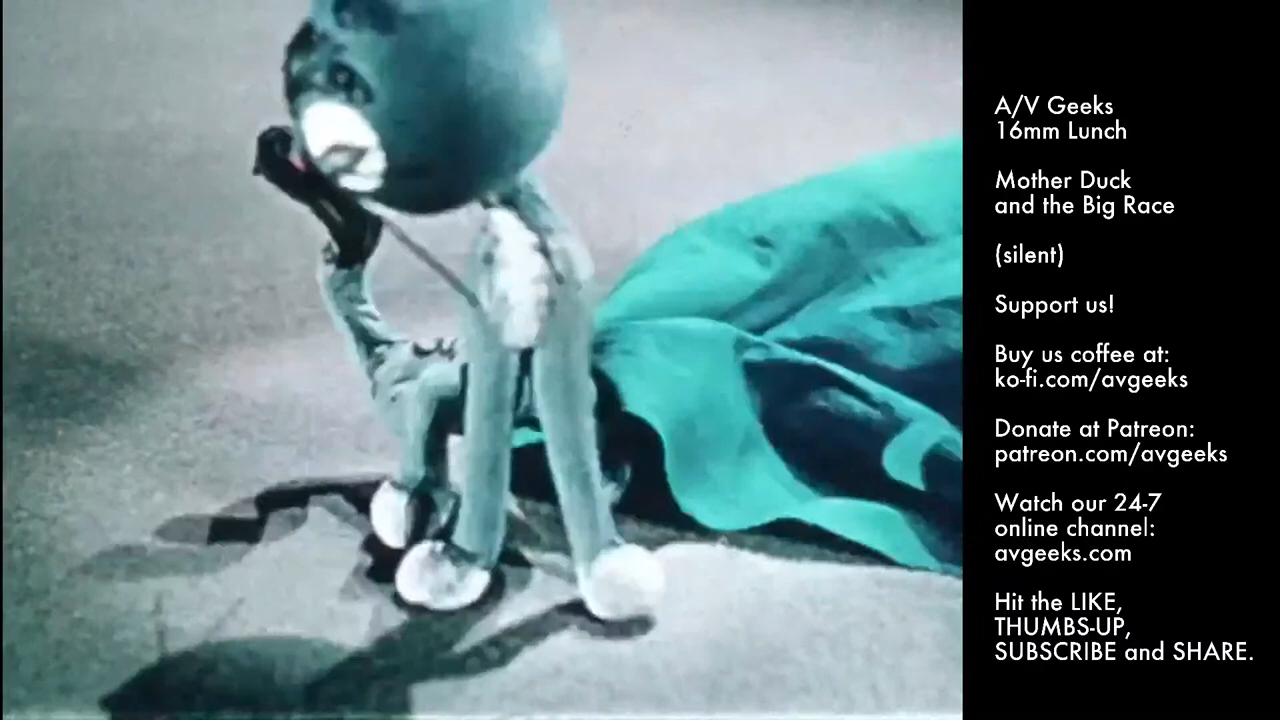 A/V Geeks
16mm Lunch
Mother Duck
and the Big Race
(silent)
Support us!
Buy us coffee at:
ko-fi.com/avgeeks
Donate at Patreon:
patreon.com/avgeeks
Watch our 24-7
online channel:
avgeeks.com
Hit the LIKE,
THUMBS-UP,
SUBSCRIBE and SHARE.